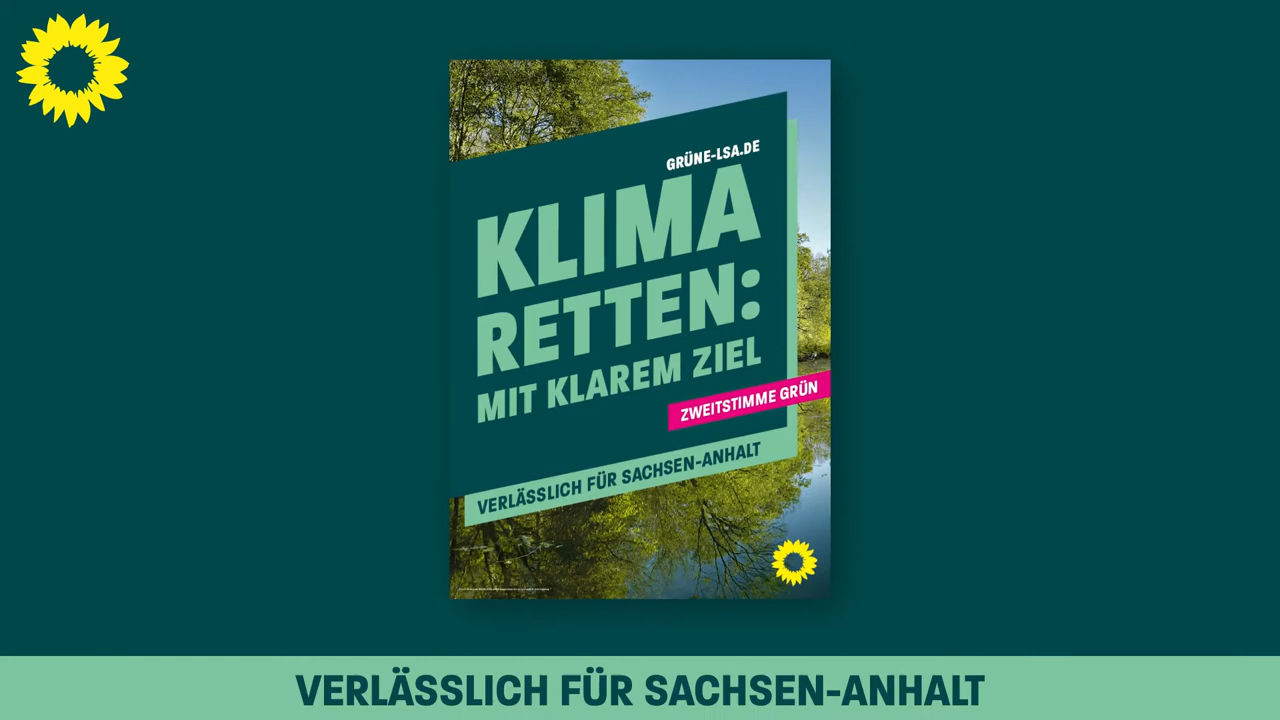 GRÜNE-LSA.DE
KLIMA
RETTEN:
MIT KLAREM ZIEL
ZWEITSTIMME GRÜN
VERLÄSSLICH FÜR SACHSEN-ANHALT
VERLÄSSLICH FÜR SACHSEN-ANHALT